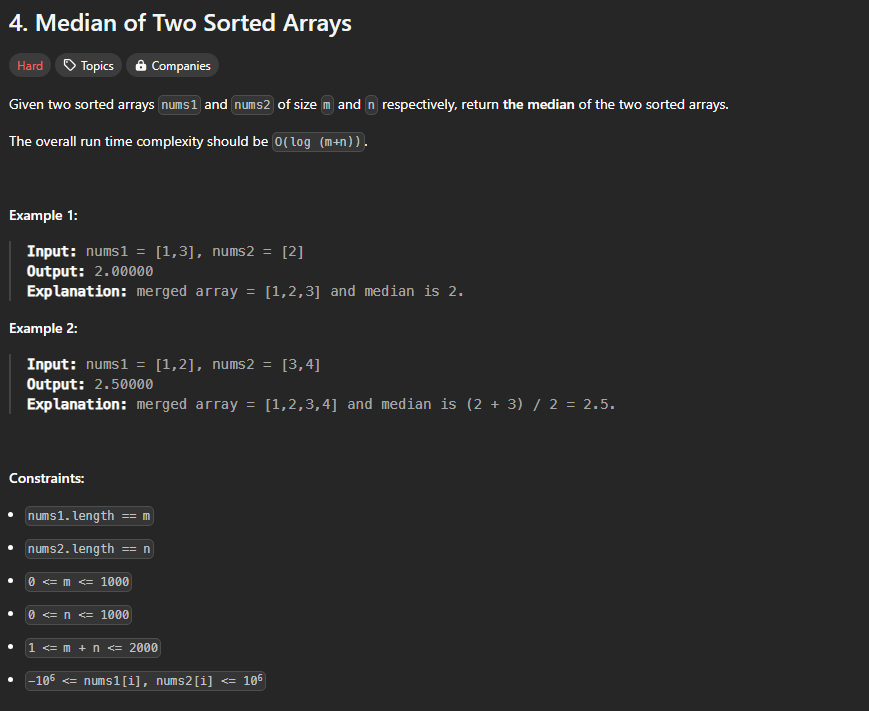 4. Median of Two Sorted Arrays
Hard Topics Companies
Given two sorted arrays nums1 and nums2 of size m and n respectively, return the median of the two sorted arrays.
The overall run time complexity should be O(log (m+n)).
Example 1:
Input: nums1 = [1,3], nums2 = [2]
Output: 2.00000
Explanation: merged array = [1,2,3] and median is 2.
Example 2:
Input: nums1 = [1,2], nums2 = [3,4]
Output: 2.50000
Explanation: merged array = [1,2,3,4] and median is (2 + 3) / 2 = 2.5.
Constraints:
• nums1.length == m
• nums2.length == n
• 0 <= m <= 1000
• 0 <= n <= 1000
• 1 <= m + n <= 2000
• -10⁶ <= nums1[i], nums2[i] <= 10⁶